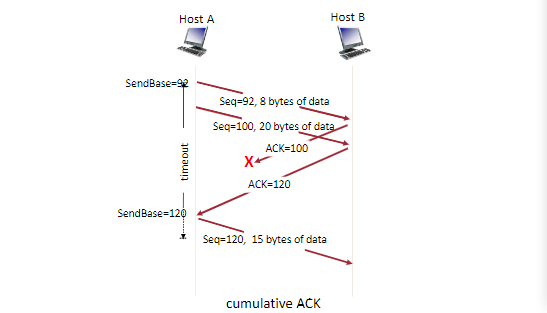 Host A
Host B
SendBase=92
Seq=92, 8 bytes of data
Seq=100, 20 bytes of data
ACK=100
X
timeout
ACK=120
SendBase=120
Seq=120, 15 bytes of data
cumulative ACK